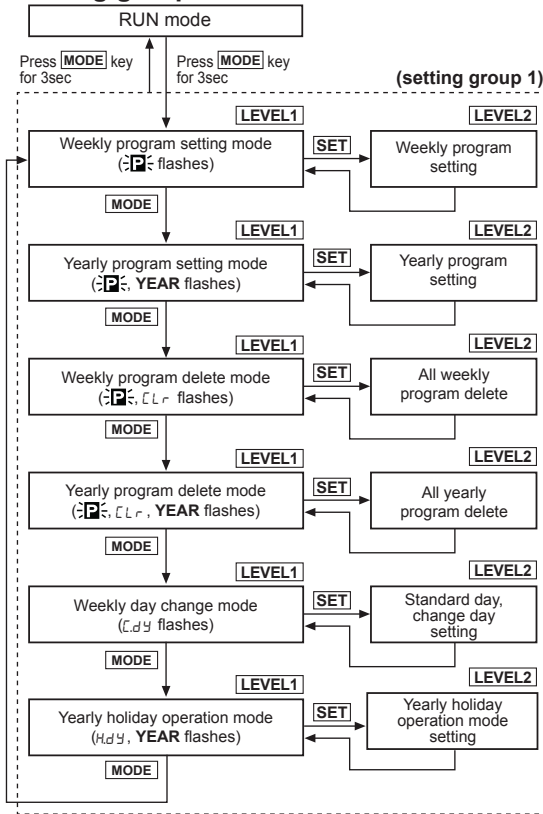 RUN mode
Press MODE key
for 3sec
Press MODE key
for 3sec
(setting group 1)
LEVEL1
LEVEL2
Weekly program setting mode
(P flashes)
SET
Weekly program
setting
MODE
LEVEL1
LEVEL2
Yearly program setting mode
(P, YEAR flashes)
SET
Yearly program
setting
MODE
LEVEL1
LEVEL2
Weekly program delete mode
(P, CLr flashes)
SET
All weekly
program delete
MODE
LEVEL1
LEVEL2
Yearly program delete mode
(P, CLr, YEAR flashes)
SET
All yearly
program delete
MODE
LEVEL1
LEVEL2
Weekly day change mode
(C.dy flashes)
SET
Standard day,
change day
setting
MODE
LEVEL1
LEVEL2
Yearly holiday operation mode
(H.dy, YEAR flashes)
SET
Yearly holiday
operation mode
setting
MODE